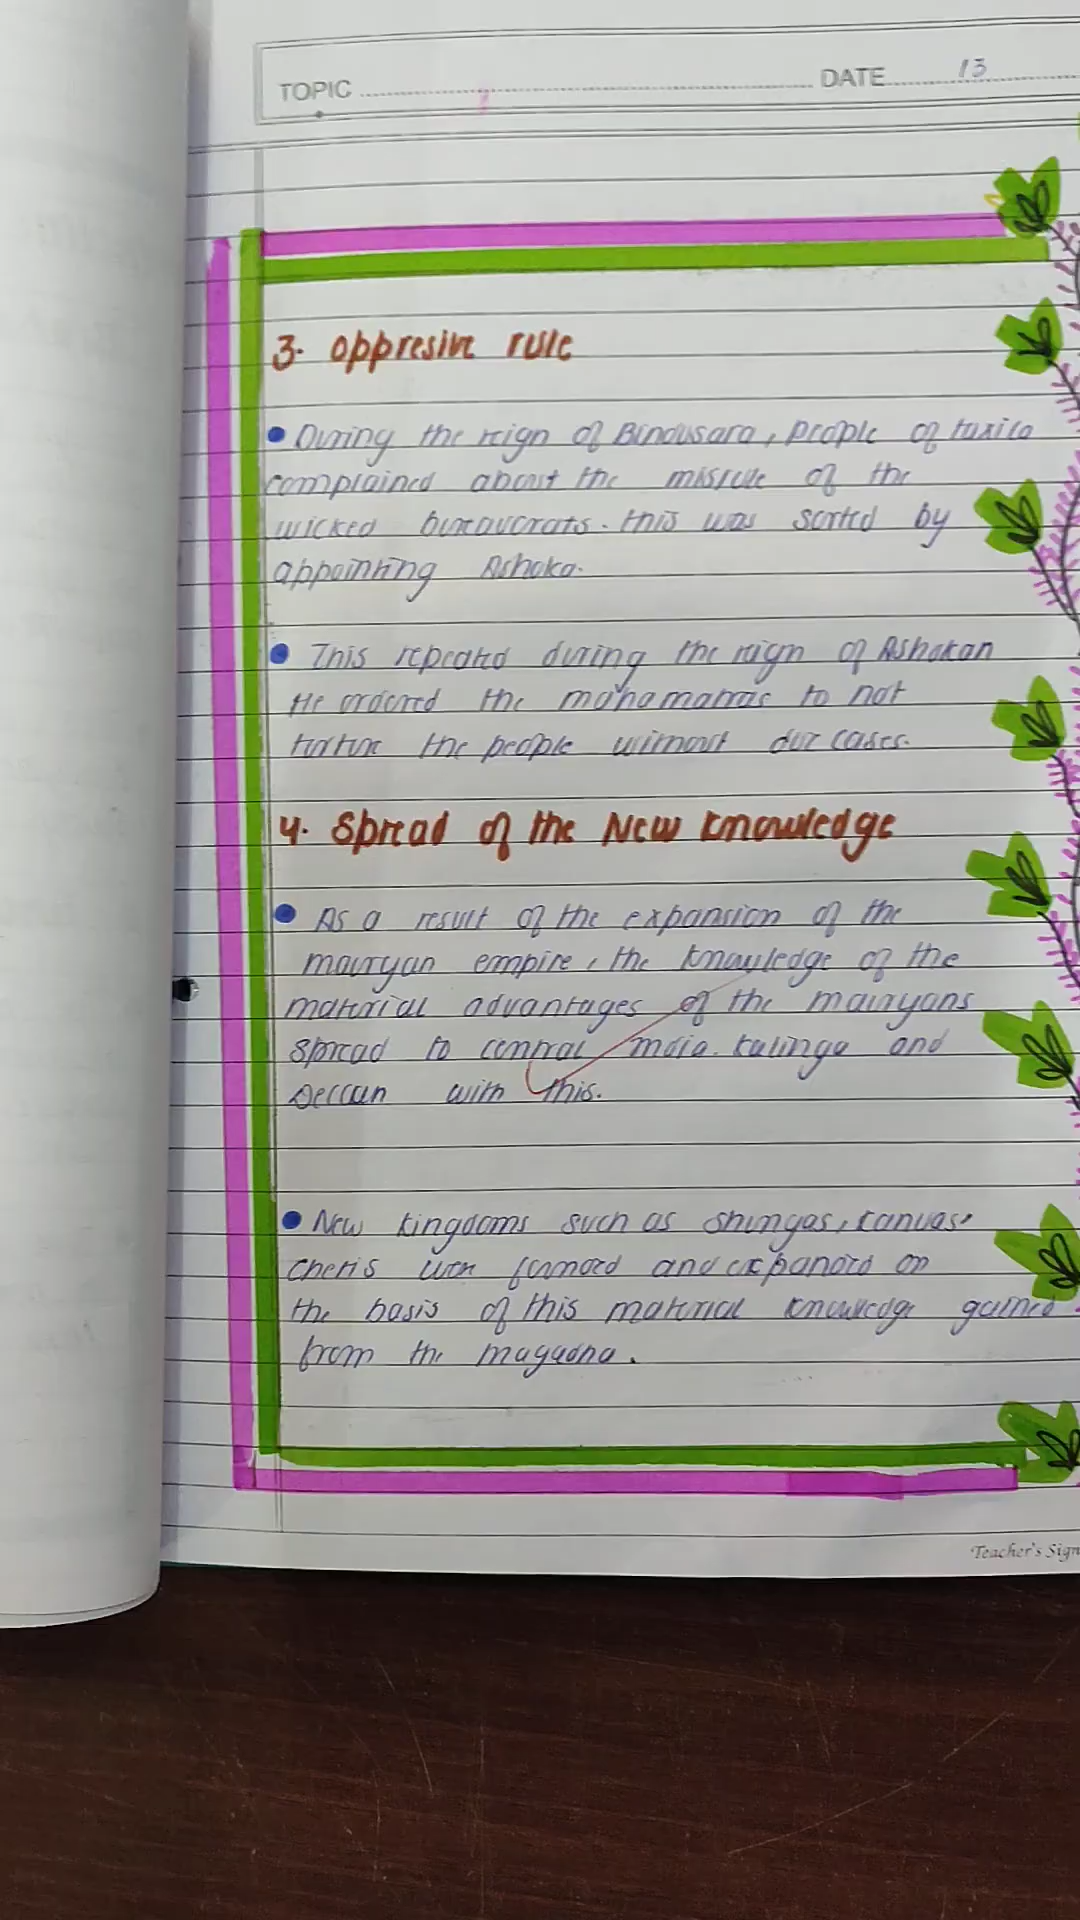 TOPIC DATE 13
3. oppresive rule
During the reign of Bindusara, people of taxila
complained about the misrule of the
wicked bureaucrats. this was sorted by
appointing Ashoka.
This repeated during the reign of Ashokan
He ordered the mahamatras to not
torture the people without due cases.
4. Spread of the New knowledge
As a result of the expansion of the
mauryan empire, the knowledge of the
material advantages of the mauryans
spread to central india. kalinga and
Deccan with this.
New kingdoms such as shungas, kanvas,
chetis were formed and expanded on
the basis of this material knowledge gained
from the magadha.
Teacher's Sign